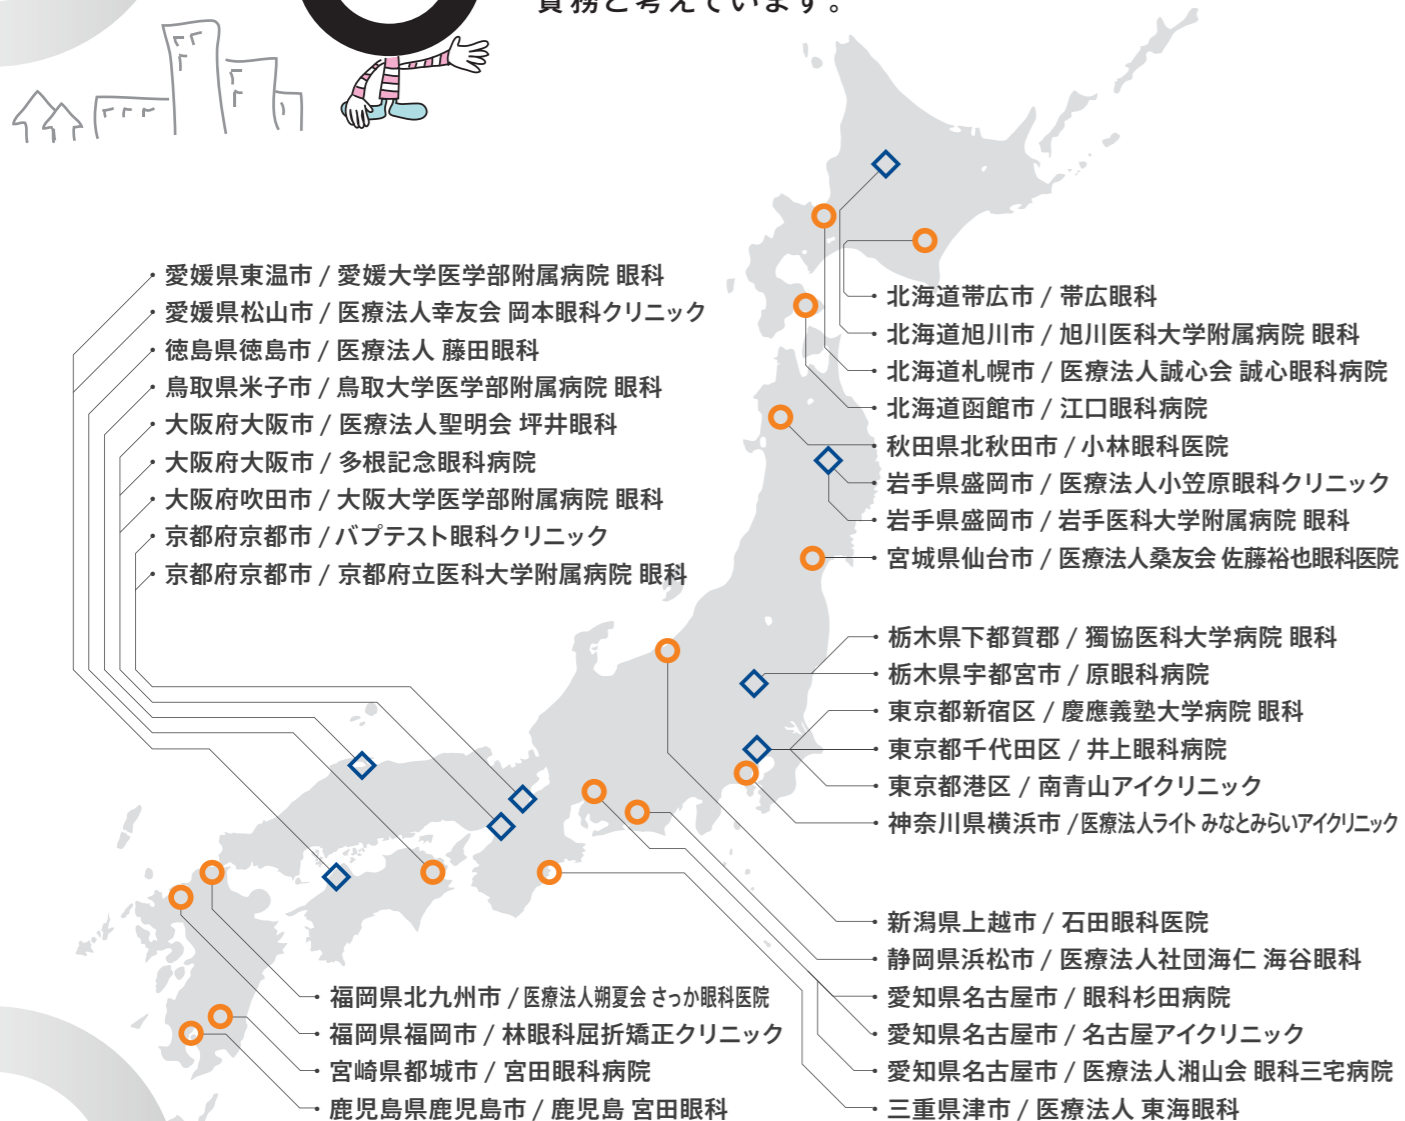 責務と考えています。
愛媛県東温市 / 愛媛大学医学部附属病院 眼科
愛媛県松山市 / 医療法人幸友会 岡本眼科クリニック
徳島県徳島市 / 医療法人 藤田眼科
鳥取県米子市 / 鳥取大学医学部附属病院 眼科
大阪府大阪市 / 医療法人聖明会 坪井眼科
大阪府大阪市 / 多根記念眼科病院
大阪府吹田市 / 大阪大学医学部附属病院 眼科
京都府京都市 / バプテスト眼科クリニック
京都府京都市 / 京都府立医科大学附属病院 眼科
北海道帯広市 / 帯広眼科
北海道旭川市 / 旭川医科大学附属病院 眼科
北海道札幌市 / 医療法人誠心会 誠心眼科病院
北海道函館市 / 江口眼科病院
秋田県北秋田市 / 小林眼科医院
岩手県盛岡市 / 医療法人小笠原眼科クリニック
岩手県盛岡市 / 岩手医科大学附属病院 眼科
宮城県仙台市 / 医療法人桑友会 佐藤裕也眼科医院
栃木県下都賀郡 / 獨協医科大学病院 眼科
栃木県宇都宮市 / 原眼科病院
東京都新宿区 / 慶應義塾大学病院 眼科
東京都千代田区 / 井上眼科病院
東京都港区 / 南青山アイクリニック
神奈川県横浜市 / 医療法人ライト みなとみらいアイクリニック
新潟県上越市 / 石田眼科医院
静岡県浜松市 / 医療法人社団海仁 海谷眼科
愛知県名古屋市 / 眼科杉田病院
愛知県名古屋市 / 名古屋アイクリニック
愛知県名古屋市 / 医療法人湘山会 眼科三宅病院
三重県津市 / 医療法人 東海眼科
福岡県北九州市 / 医療法人朔夏会 さっか眼科医院
福岡県福岡市 / 林眼科屈折矯正クリニック
宮崎県都城市 / 宮田眼科病院
鹿児島県鹿児島市 / 鹿児島 宮田眼科